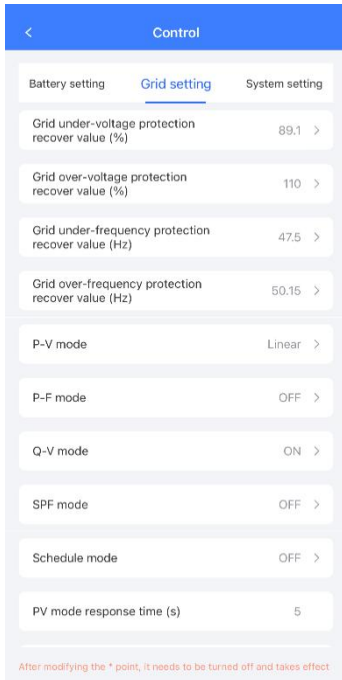 Control
Battery setting Grid setting System setting
Grid under-voltage protection
recover value (%)
89.1
Grid over-voltage protection
recover value (%)
110
Grid under-frequency protection
recover value (Hz)
47.5
Grid over-frequency protection
recover value (Hz)
50.15
P-V mode Linear
P-F mode OFF
Q-V mode ON
SPF mode OFF
Schedule mode OFF
PV mode response time (s) 5
After modifying the * point, it needs to be turned off and takes effect